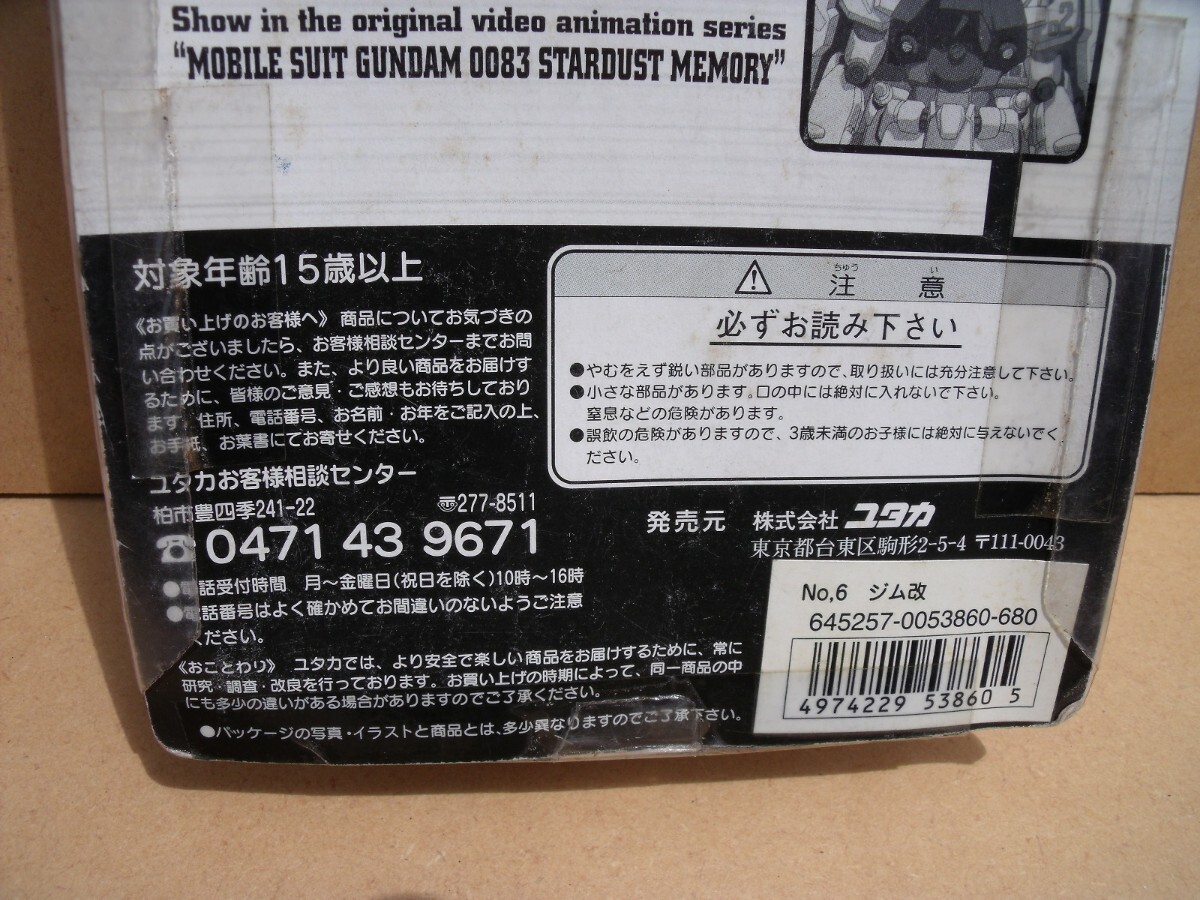 Show in the original video animation series
“MOBILE SUIT GUNDAM 0083 STARDUST MEMORY”
対象年齢15歳以上
《お買い上げのお客様へ》 商品についてお気づきの
点がございましたら、お客様相談センターまでお問
い合わせください。また、より良い商品をお届けす
るために、皆様のご意見・ご感想もお待ちしており
ます。住所、電話番号、お名前・お年をご記入の上、
お手紙、お葉書にてお寄せください。
ユタカお客様相談センター
柏市豊四季241-22 〠277-8511
☎0471 43 9671
●電話受付時間 月〜金曜日(祝日を除く)10時〜16時
●電話番号はよく確かめてお間違いのないようご注意
ください。
《おことわり》 ユタカでは、より安全で楽しい商品をお届けするために、常に
研究・調査・改良を行っております。お買い上げの時期によって、同一商品の中
にも多少の違いがある場合がありますのでご了承ください。
●パッケージの写真・イラストと商品とは、多少異なりますのでご了承下さい。
ちゅう い
⚠ 注 意
必ずお読み下さい
●やむをえず鋭い部品がありますので、取り扱いには充分注意して下さい。
●小さな部品があります。口の中には絶対に入れないで下さい。
窒息などの危険があります。
●誤飲の危険がありますので、3歳未満のお子様には絶対に与えないでく
ださい。
発売元 株式会社 ユタカ
東京都台東区駒形2-5-4 〒111-0043
No,6 ジム改
645257-0053860-680
4974229 53860 5